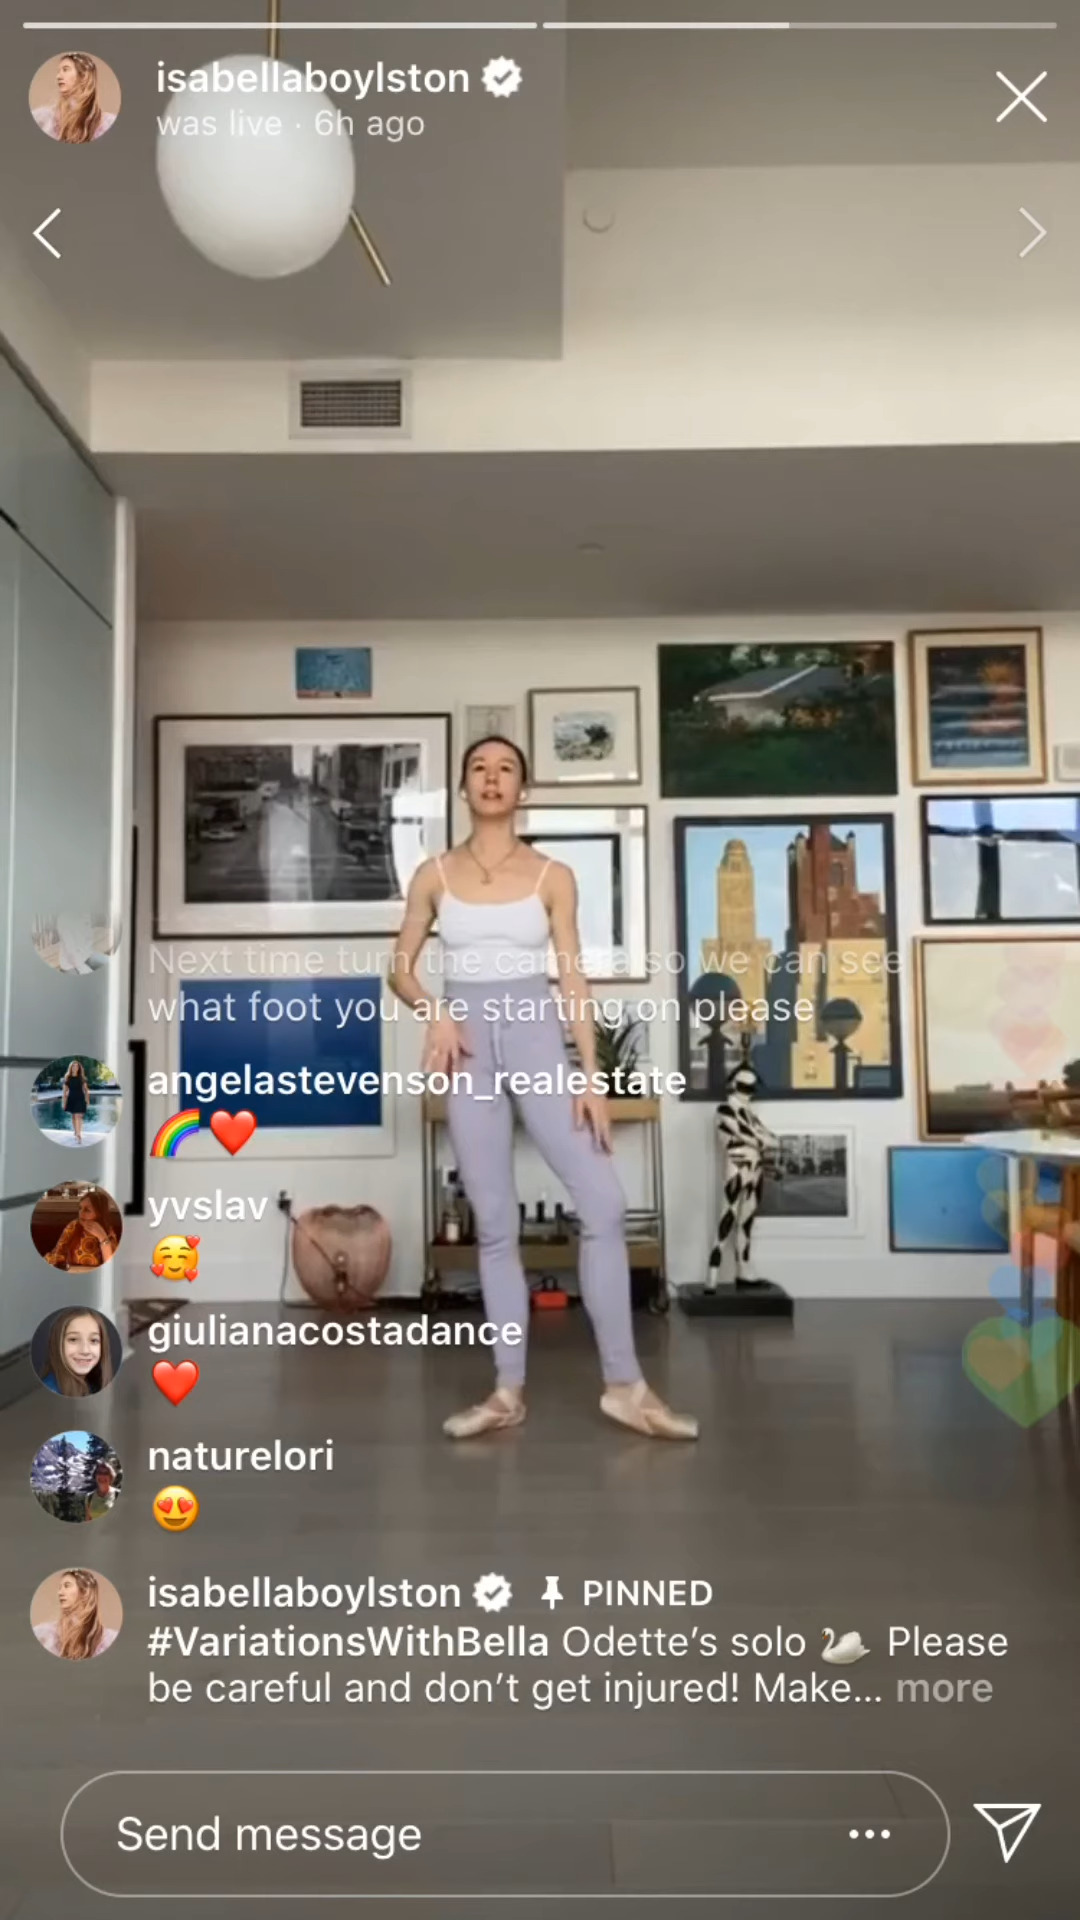 isabellaboylston
was live · 6h ago
Next time turn the camera so we can see
what foot you are starting on please
angelastevenson_realestate
🌈❤️
yvslav
🥰
giulianacostadance
❤️
naturelori
😍
isabellaboylston PINNED
#VariationsWithBella Odette’s solo 🦢 Please
be careful and don’t get injured! Make... more
Send message